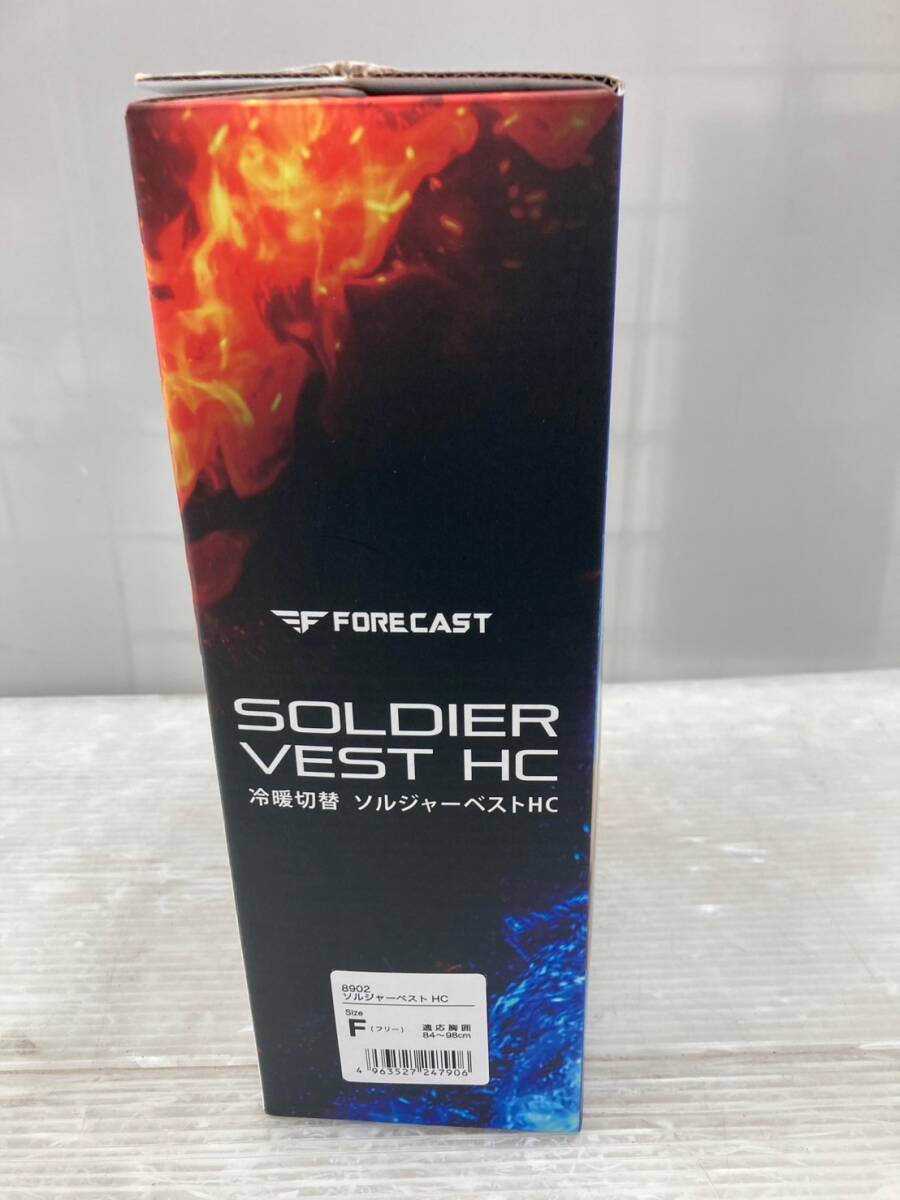 FORECAST
SOLDIER
VEST HC
冷暖切替 ソルジャーベストHC
8902
ソルジャーベスト HC
Size
F (フリー) 適応胸囲
84〜98cm
4 963527 247906